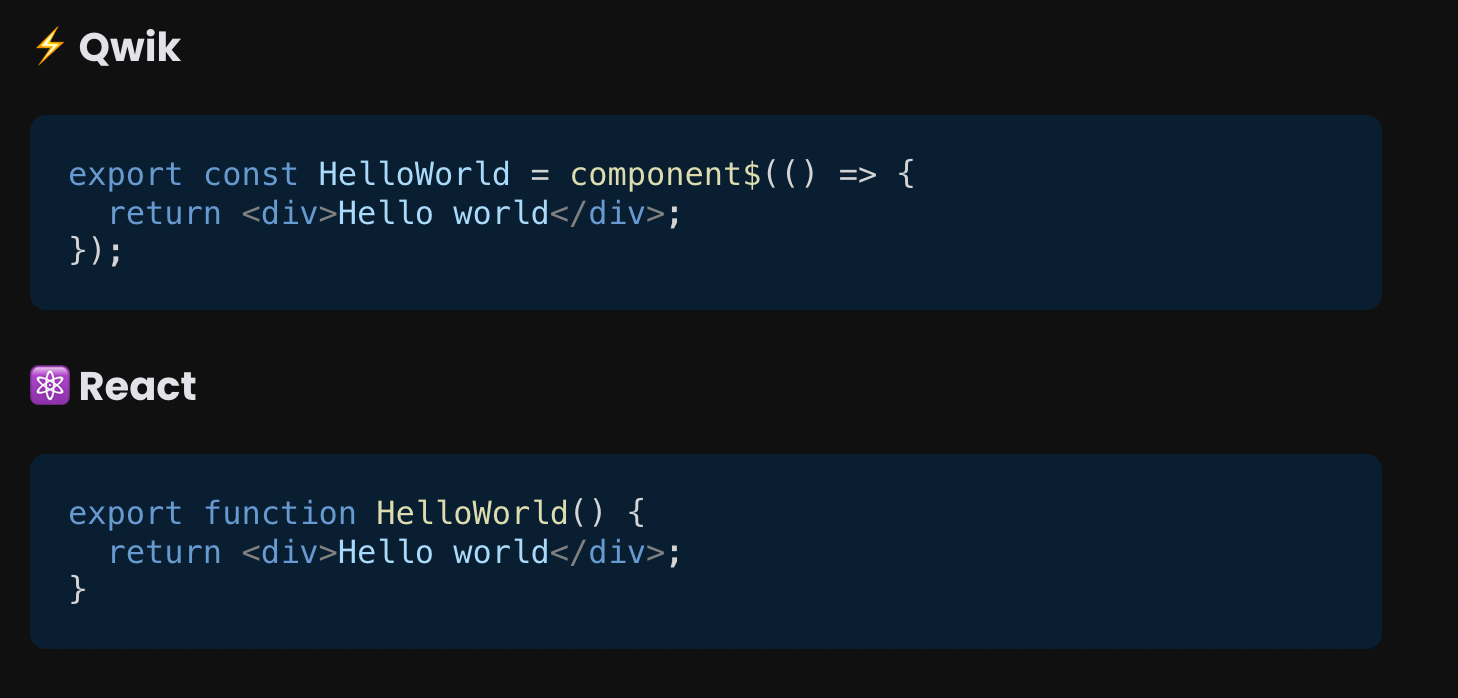 ⚡ Qwik
export const HelloWorld = component$(() => {
  return <div>Hello world</div>;
});
⚛️ React
export function HelloWorld() {
  return <div>Hello world</div>;
}